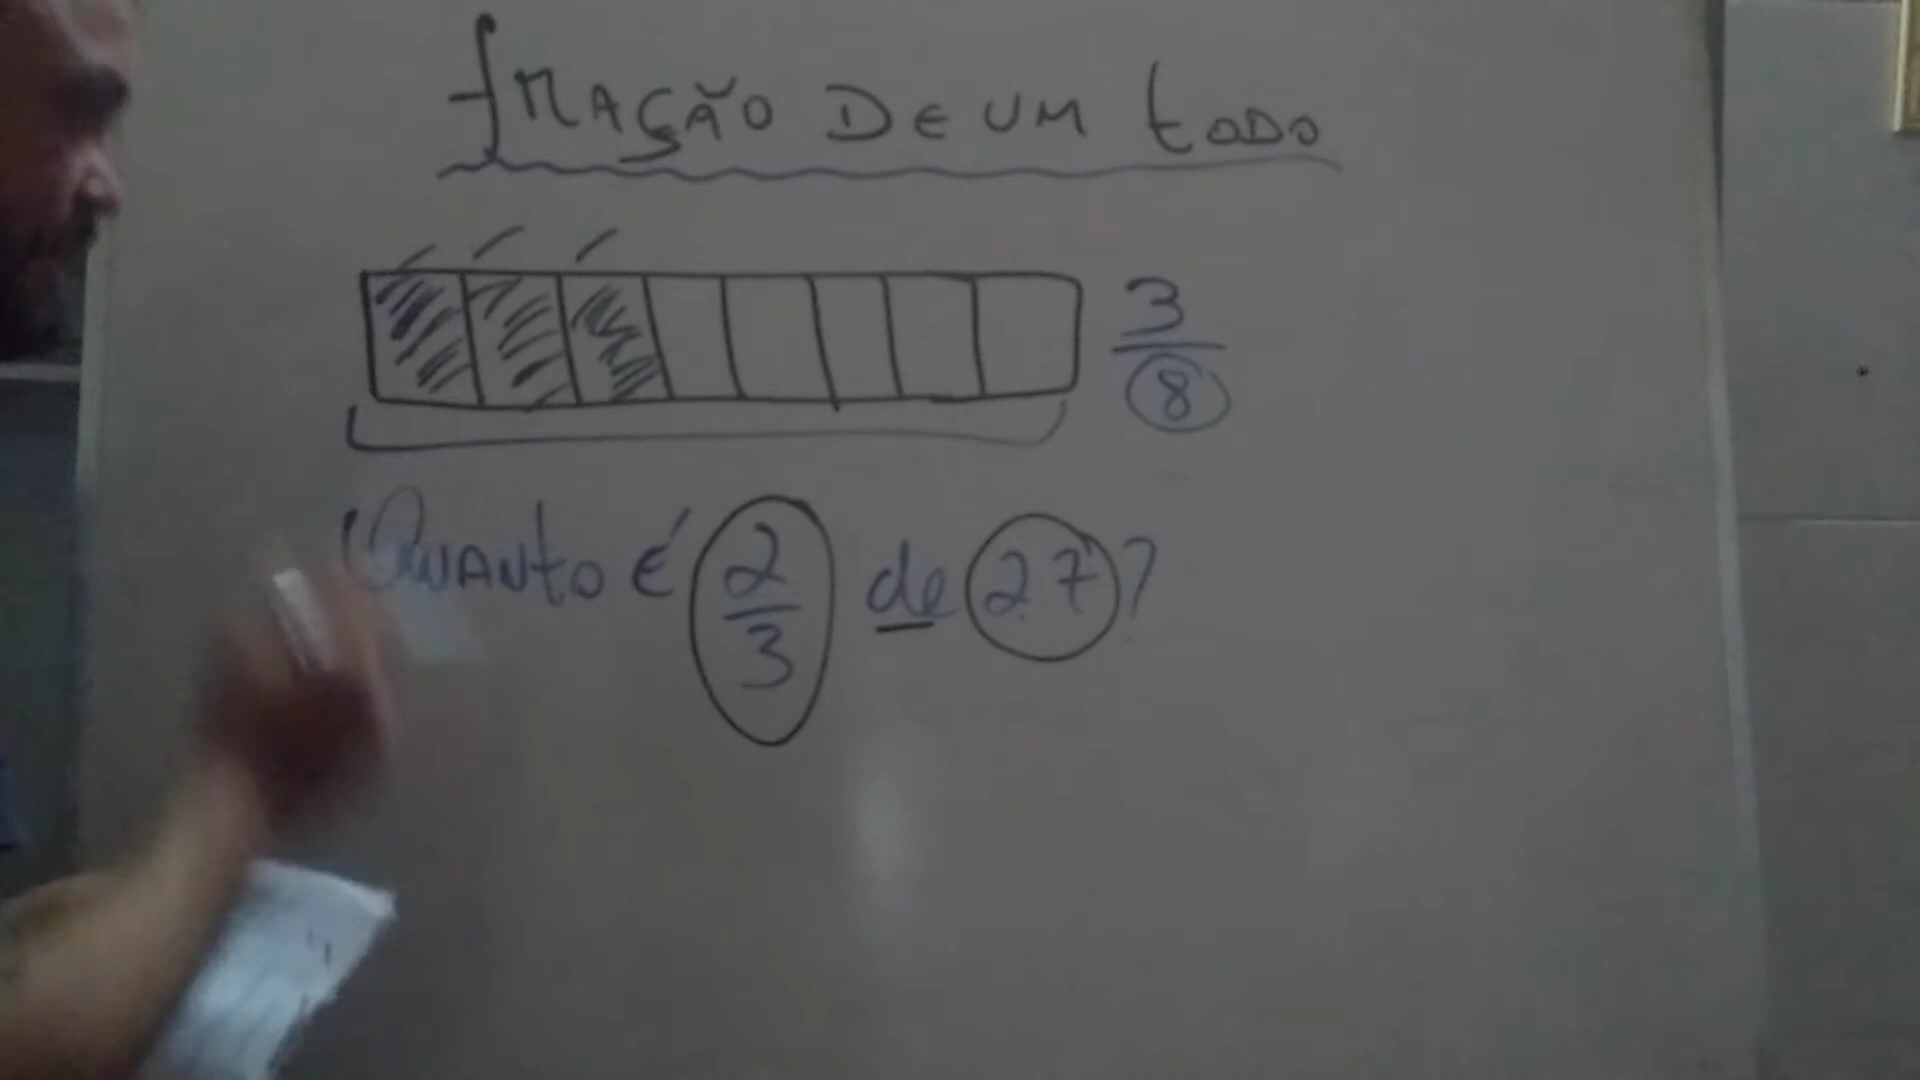 FRAÇÃO DE UM TODO
3/8
QUANTO É 2/3 de 27?